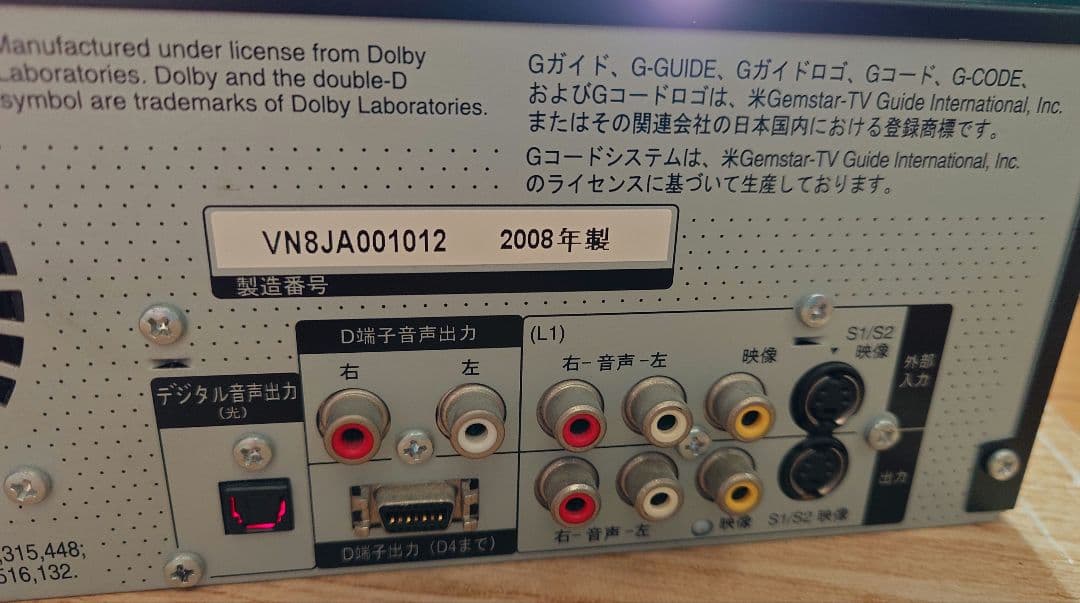 Manufactured under license from Dolby
Laboratories. Dolby and the double-D
symbol are trademarks of Dolby Laboratories.
Gガイド、G-GUIDE、Gガイドロゴ、Gコード、G-CODE、
およびGコードロゴは、米Gemstar-TV Guide International, Inc.
またはその関連会社の日本国内における登録商標です。
Gコードシステムは、米Gemstar-TV Guide International, Inc.
のライセンスに基づいて生産しております。
VN8JA001012 2008年製
製造番号
D端子音声出力
右 左
デジタル音声出力
(光)
D端子出力（D4まで）
(L1)
右-音声-左 映像
S1/S2
映像
外部
入力
出力
右-音声-左 映像 S1/S2 映像
,315,448;
516,132.